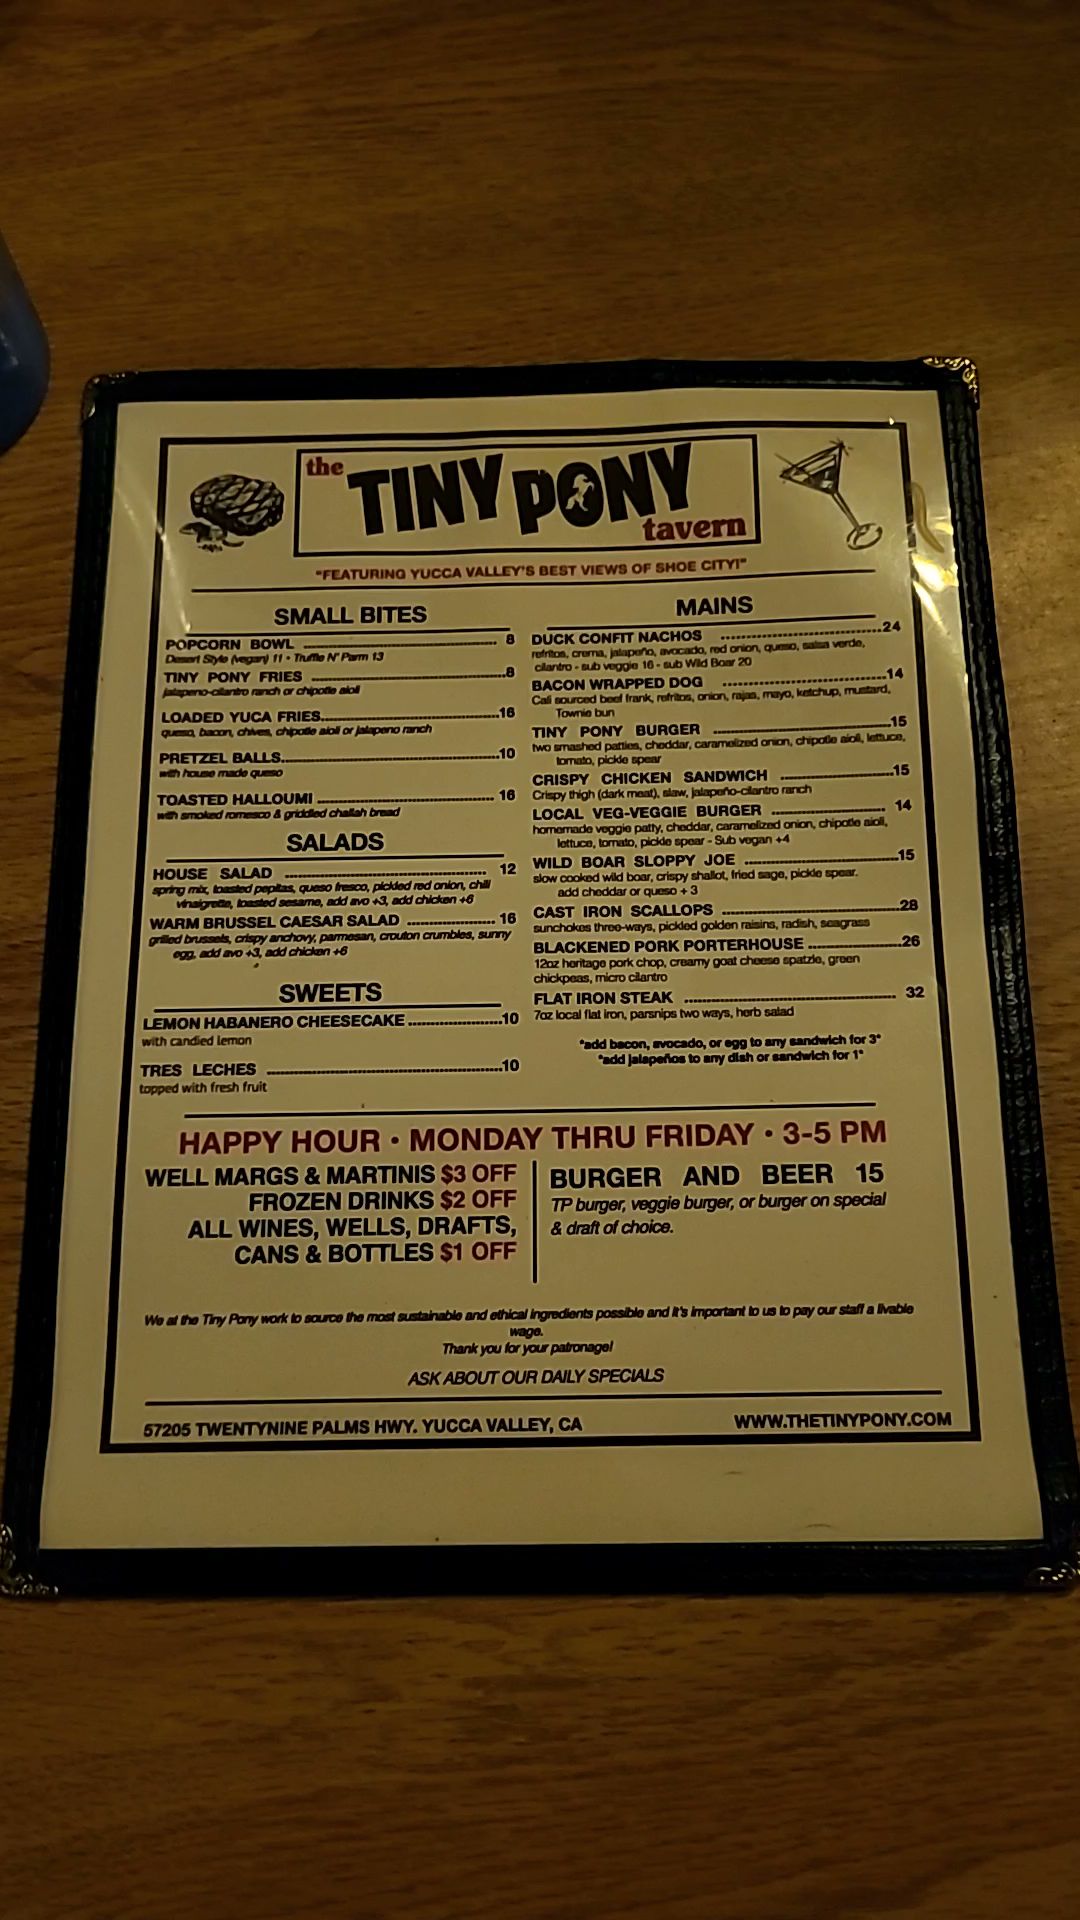 the TINY PONY tavern
"FEATURING YUCCA VALLEY'S BEST VIEWS OF SHOE CITY!"
SMALL BITES
POPCORN BOWL 8
Desert Style (vegan) 11 • Truffle N' Parm 13
TINY PONY FRIES 8
jalapeno-cilantro ranch or chipotle aioli
LOADED YUCA FRIES 16
queso, bacon, chives, chipotle aioli or jalapeno ranch
PRETZEL BALLS 10
with house made queso
TOASTED HALLOUMI 16
with smoked romesco & griddled challah bread
SALADS
HOUSE SALAD 12
spring mix, toasted pepitas, queso fresco, pickled red onion, chili
vinaigrette, toasted sesame, add avo +3, add chicken +6
WARM BRUSSEL CAESAR SALAD 16
grilled brussels, crispy anchovy, parmesan, crouton crumbles, sunny
egg, add avo +3, add chicken +6
SWEETS
LEMON HABANERO CHEESECAKE 10
with candied lemon
TRES LECHES 10
topped with fresh fruit
MAINS
DUCK CONFIT NACHOS 24
refritos, crema, jalapeño, avocado, red onion, queso, salsa verde,
cilantro - sub veggie 16 - sub Wild Boar 20
BACON WRAPPED DOG 14
Cali sourced beef frank, refritos, onion, rajas, mayo, ketchup, mustard,
Townie bun
TINY PONY BURGER 15
two smashed patties, cheddar, caramelized onion, chipotle aioli, lettuce,
tomato, pickle spear
CRISPY CHICKEN SANDWICH 15
Crispy thigh (dark meat), slaw, jalapeño-cilantro ranch
LOCAL VEG-VEGGIE BURGER 14
homemade veggie patty, cheddar, caramelized onion, chipotle aioli,
lettuce, tomato, pickle spear - Sub vegan +4
WILD BOAR SLOPPY JOE 15
slow cooked wild boar, crispy shallot, fried sage, pickle spear.
add cheddar or queso + 3
CAST IRON SCALLOPS 28
sunchokes three-ways, pickled golden raisins, radish, seagrass
BLACKENED PORK PORTERHOUSE 26
12oz heritage pork chop, creamy goat cheese spatzle, green
chickpeas, micro cilantro
FLAT IRON STEAK 32
7oz local flat iron, parsnips two ways, herb salad
*add bacon, avocado, or egg to any sandwich for 3*
*add jalapeños to any dish or sandwich for 1*
HAPPY HOUR • MONDAY THRU FRIDAY • 3-5 PM
WELL MARGS & MARTINIS $3 OFF
FROZEN DRINKS $2 OFF
ALL WINES, WELLS, DRAFTS,
CANS & BOTTLES $1 OFF
BURGER AND BEER 15
TP burger, veggie burger, or burger on special
& draft of choice.
We at the Tiny Pony work to source the most sustainable and ethical ingredients possible and it's important to us to pay our staff a livable
wage.
Thank you for your patronage!
ASK ABOUT OUR DAILY SPECIALS
57205 TWENTYNINE PALMS HWY. YUCCA VALLEY, CA
WWW.THETINYPONY.COM